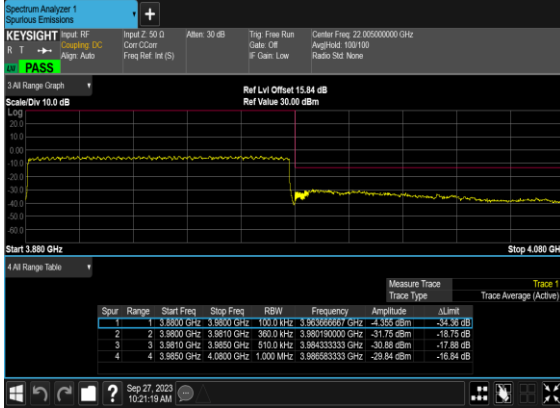 Spectrum Analyzer 1
Spurious Emissions
+
KEYSIGHT Input: RF Input Z: 50 Ω Atten: 30 dB Trig: Free Run Center Freq: 22.005000000 GHz
R T Coupling: DC Corr CCorr Gate: Off Avg|Hold: 100/100
Align: Auto Freq Ref: Int (S) IF Gain: Low Radio Std: None
PASS
3 All Range Graph
Ref Lvl Offset 15.84 dB
Scale/Div 10.0 dB Ref Value 30.00 dBm
Log
20.0
10.0
0.00
-10.0
-20.0
-30.0
-40.0
-50.0
-60.0
Start 3.880 GHz Stop 4.080 GH
4 All Range Table
Measure Trace Trace 1
Trace Type Trace Average (Active)
Spur Range Start Freq Stop Freq RBW Frequency Amplitude ΔLimit
1 1 3.8800 GHz 3.9800 GHz 100.0 kHz 3.963666667 GHz -4.355 dBm -34.36 dB
2 2 3.9800 GHz 3.9810 GHz 360.0 kHz 3.980190000 GHz -31.75 dBm -18.75 dB
3 3 3.9810 GHz 3.9850 GHz 510.0 kHz 3.984333333 GHz -30.88 dBm -17.88 dB
4 4 3.9850 GHz 4.0800 GHz 1.000 MHz 3.986583333 GHz -29.84 dBm -16.84 dB
? Sep 27, 2023
10:21:19 AM